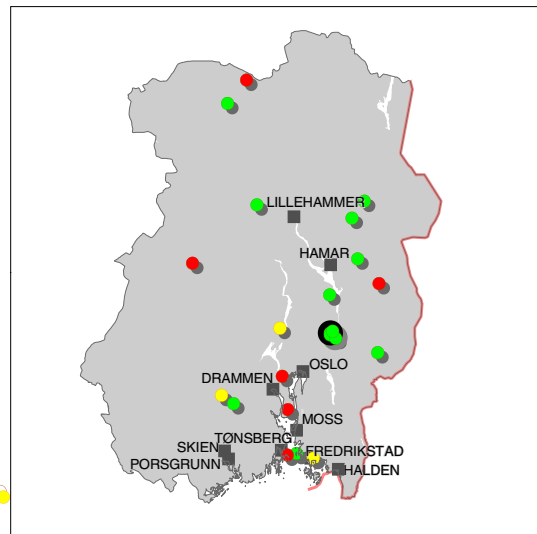 LILLEHAMMER
HAMAR
OSLO
DRAMMEN
MOSS
TØNSBERG
SKIEN
FREDRIKSTAD
PORSGRUNN
HALDEN